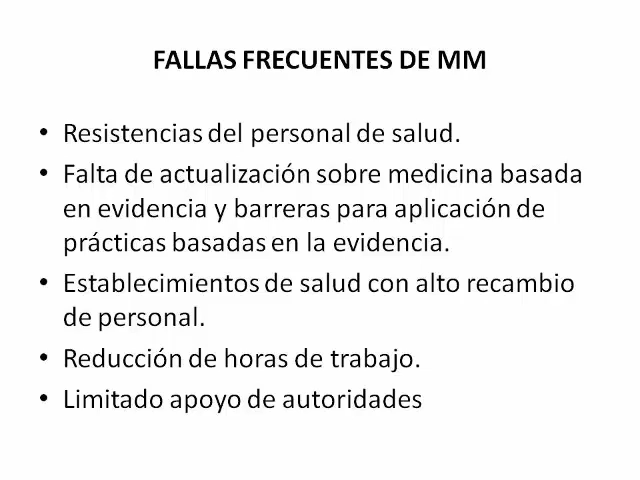 FALLAS FRECUENTES DE MM
• Resistencias del personal de salud.
• Falta de actualización sobre medicina basada
en evidencia y barreras para aplicación de
prácticas basadas en la evidencia.
• Establecimientos de salud con alto recambio
de personal.
• Reducción de horas de trabajo.
• Limitado apoyo de autoridades